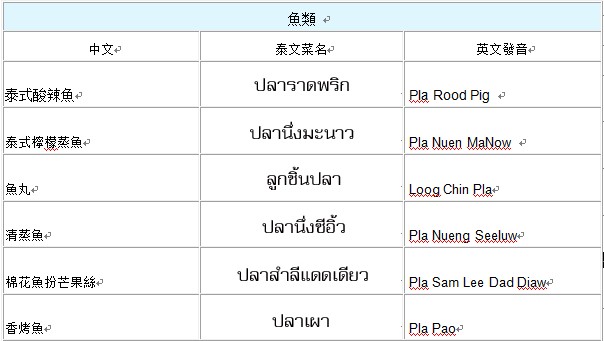 魚類
中文 泰文菜名 英文發音
泰式酸辣魚 ปลาราดพริก Pla Rood Pig
泰式檸檬蒸魚 ปลานึ่งมะนาว Pla Nuen MaNow
魚丸 ลูกชิ้นปลา Loog Chin Pla
清蒸魚 ปลานึ่งซีอิ้ว Pla Nueng Seeluw
棉花魚扮芒果絲 ปลาสำลีแดดเดียว Pla Sam Lee Dad Diaw
香烤魚 ปลาเผา Pla Pao